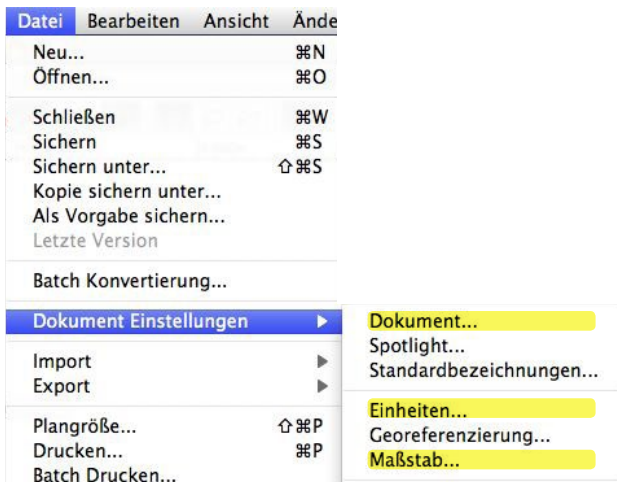 Datei Bearbeiten Ansicht Ände
Neu... ⌘N
Öffnen... ⌘O
Schließen ⌘W
Sichern ⌘S
Sichern unter... ⇧⌘S
Kopie sichern unter...
Als Vorgabe sichern...
Letzte Version
Batch Konvertierung...
Dokument Einstellungen ▶
Import ▶
Export ▶
Plangröße... ⇧⌘P
Drucken... ⌘P
Batch Drucken...
Dokument...
Spotlight...
Standardbezeichnungen...
Einheiten...
Georeferenzierung...
Maßstab...